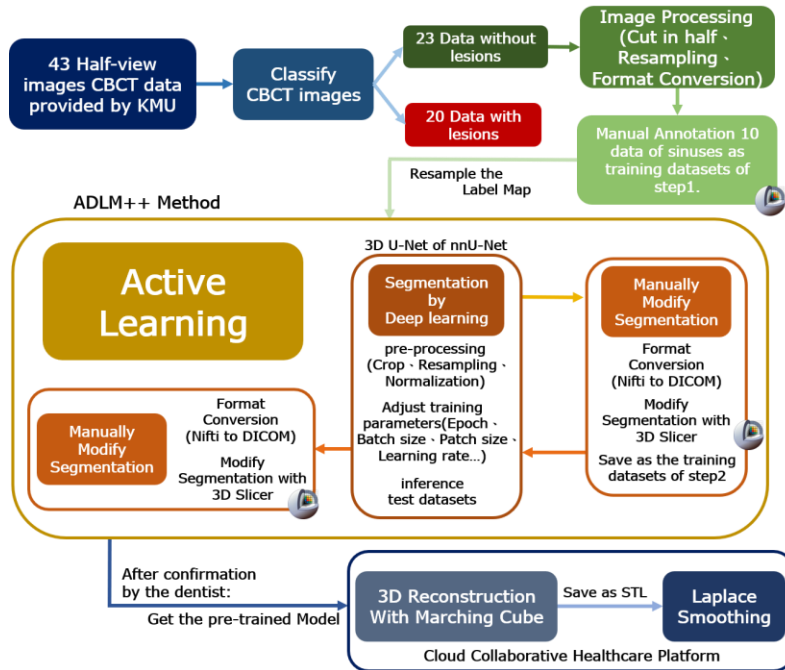 43 Half-view
images CBCT data
provided by KMU
Classify
CBCT images
23 Data without
lesions
20 Data with
lesions
Image Processing
(Cut in half、
Resampling、
Format Conversion)
Manual Annotation 10
data of sinuses as
training datasets of
step1.
Resample the
Label Map
ADLM++ Method
Active
Learning
3D U-Net of nnU-Net
Segmentation
by
Deep learning
pre-processing
(Crop、Resampling、
Normalization)
Adjust training
parameters(Epoch、
Batch size、Patch size、
Learning rate...)
inference
test datasets
Manually
Modify
Segmentation
Format
Conversion
(Nifti to DICOM)
Modify
Segmentation with
3D Slicer
Save as the training
datasets of step2
Manually
Modify
Segmentation
Format
Conversion
(Nifti to DICOM)
Modify
Segmentation with
3D Slicer
After confirmation
by the dentist:
Get the pre-trained Model
3D Reconstruction
With Marching Cube
Save as STL
Laplace
Smoothing
Cloud Collaborative Healthcare Platform